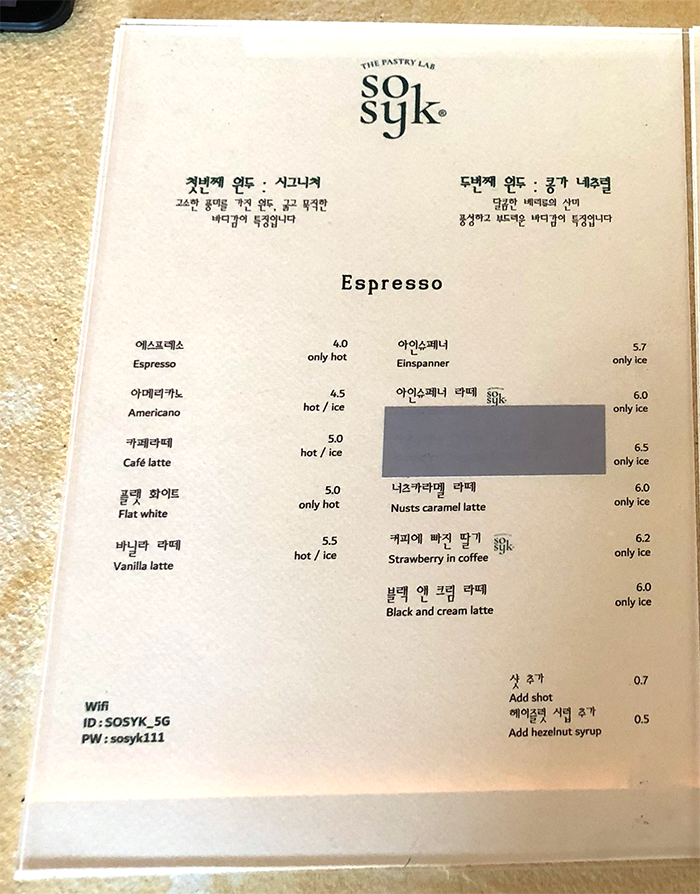 THE PASTRY LAB
so
syk®
첫번째 원두 : 시그니쳐
고소한 풍미를 가진 원두, 굵고 묵직한
바디감이 특징입니다
두번째 원두 : 콩가 네추럴
달콤한 베리류의 산미
풍성하고 부드러운 바디감이 특징입니다
Espresso
에스프레소 4.0
Espresso only hot
아메리카노 4.5
Americano hot / ice
카페라떼 5.0
Café latte hot / ice
플랫 화이트 5.0
Flat white only hot
바닐라 라떼 5.5
Vanilla latte hot / ice
아인슈페너 5.7
Einspanner only ice
아인슈페너 라떼 so syk 6.0
only ice
6.5
only ice
너츠카라멜 라떼 6.0
Nusts caramel latte only ice
커피에 빠진 딸기 so syk 6.2
Strawberry in coffee only ice
블랙 앤 크림 라떼 6.0
Black and cream latte only ice
샷 추가 0.7
Add shot
헤이즐럿 시럽 추가 0.5
Add hezelnut syrup
Wifi
ID : SOSYK_5G
PW : sosyk111